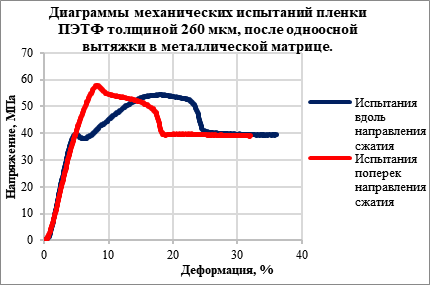 Диаграммы механических испытаний пленки
ПЭТФ толщиной 260 мкм, после одноосной
вытяжки в металлической матрице.
Напряжение, МПа
70
60
50
40
30
20
10
0
0
10
20
30
40
Деформация, %
Испытания
вдоль
направления
сжатия
Испытания
поперек
направления
сжатия